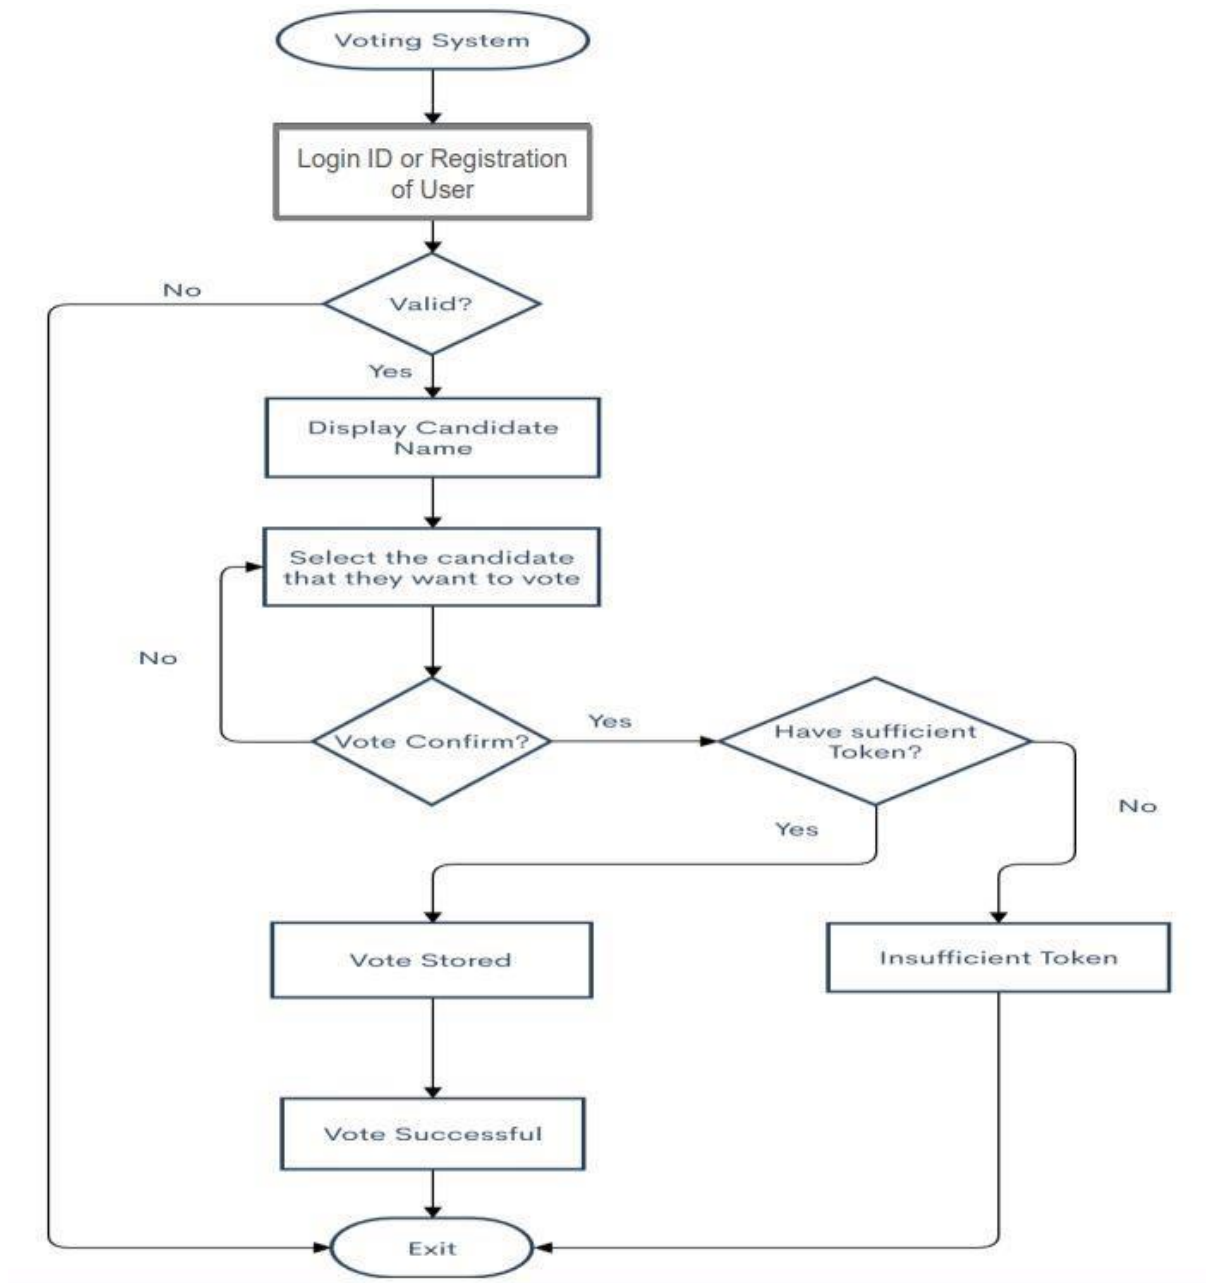 Voting System
Login ID or Registration
of User
No
Valid?
Yes
Display Candidate
Name
Select the candidate
that they want to vote
No
Vote Confirm?
Yes
Have sufficient
Token?
No
Yes
Vote Stored
Insufficient Token
Vote Successful
Exit